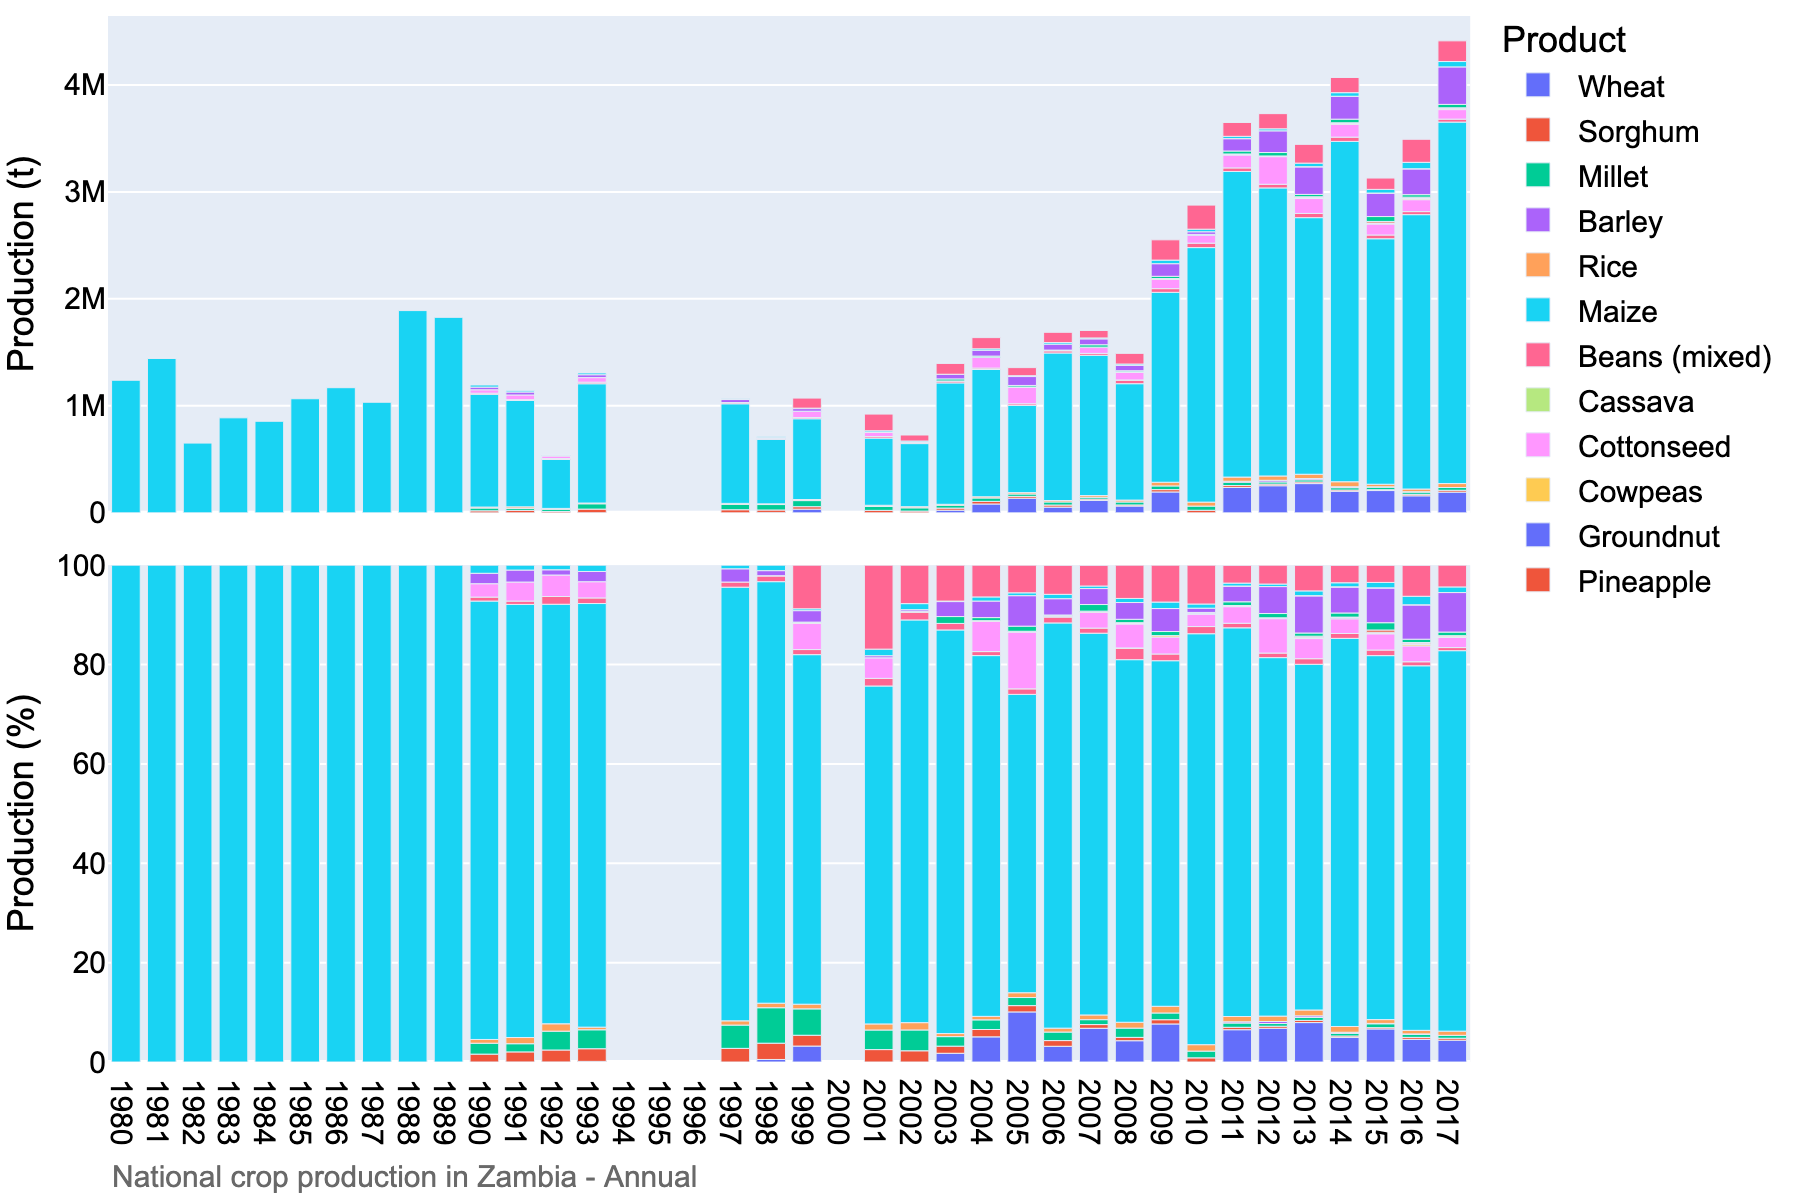 Production (t)
4M
3M
2M
1M
0
Production (%)
100
80
60
40
20
0
1980
1981
1982
1983
1984
1985
1986
1987
1988
1989
1990
1991
1992
1993
1994
1995
1996
1997
1998
1999
2000
2001
2002
2003
2004
2005
2006
2007
2008
2009
2010
2011
2012
2013
2014
2015
2016
2017
National crop production in Zambia - Annual
Product
Wheat
Sorghum
Millet
Barley
Rice
Maize
Beans (mixed)
Cassava
Cottonseed
Cowpeas
Groundnut
Pineapple